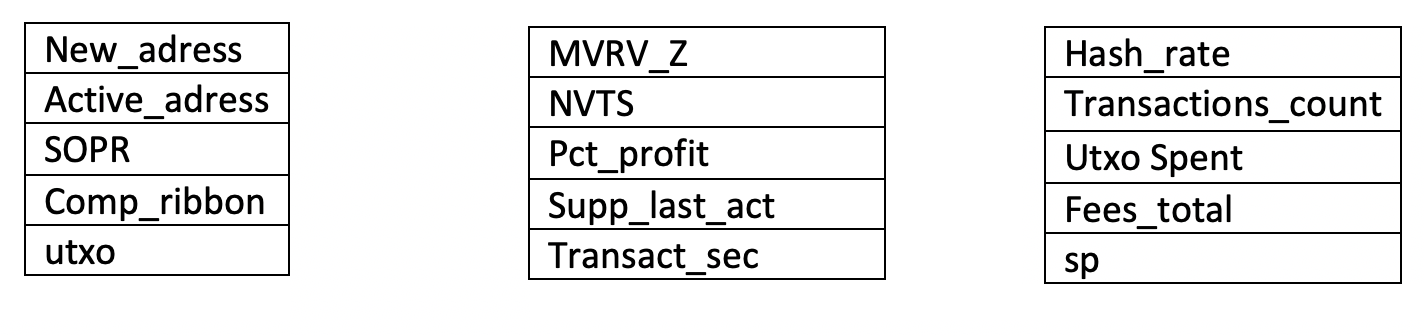 New_adress
Active_adress
SOPR
Comp_ribbon
utxo
MVRV_Z
NVTS
Pct_profit
Supp_last_act
Transact_sec
Hash_rate
Transactions_count
Utxo Spent
Fees_total
sp